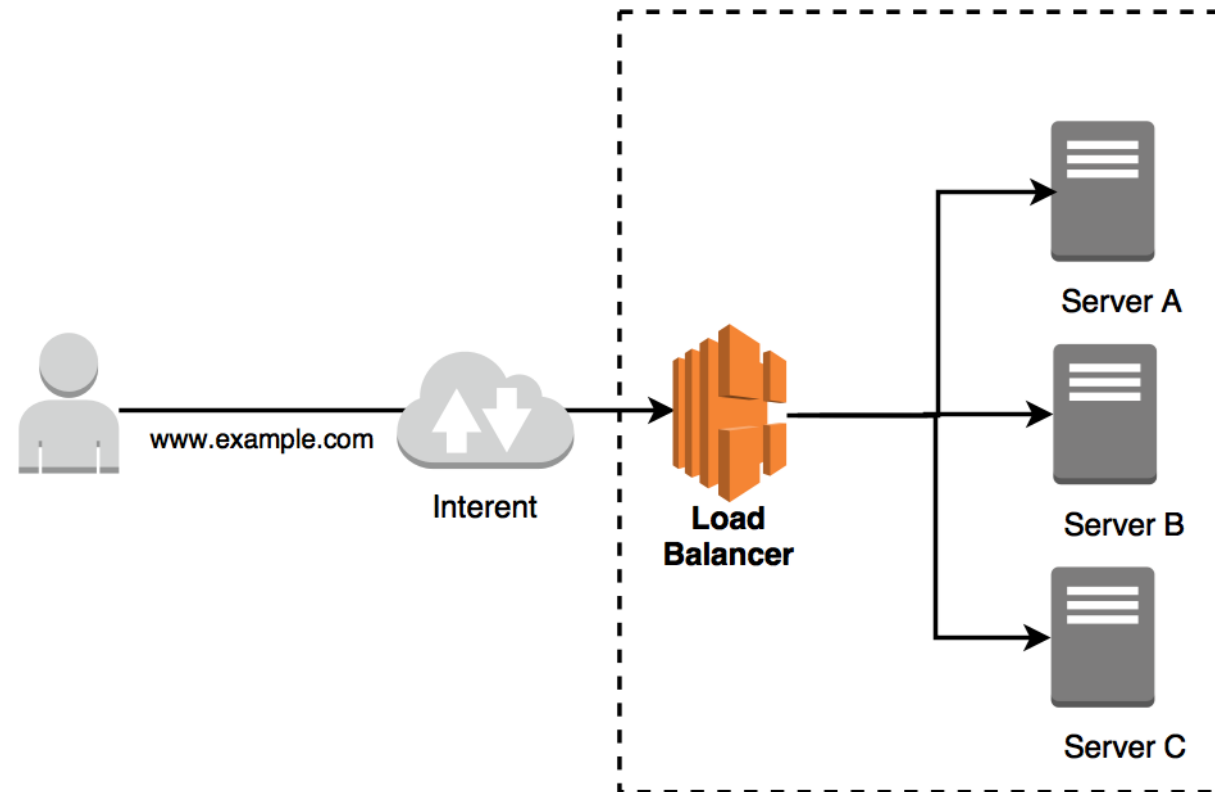 www.example.com
Interent
Load
Balancer
Server A
Server B
Server C